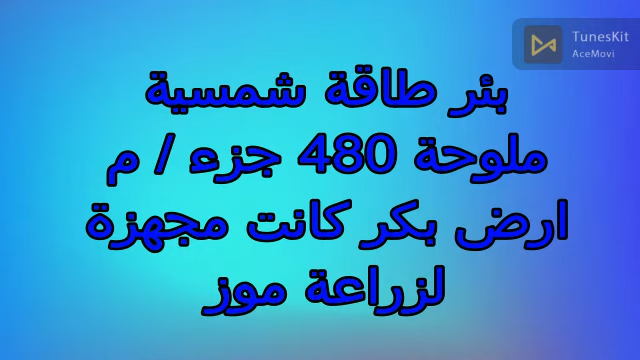 TunesKit
AceMovi
بئر طاقة شمسية
ملوحة 480 جزء / م
ارض بكر كانت مجهزة
لزراعة موز